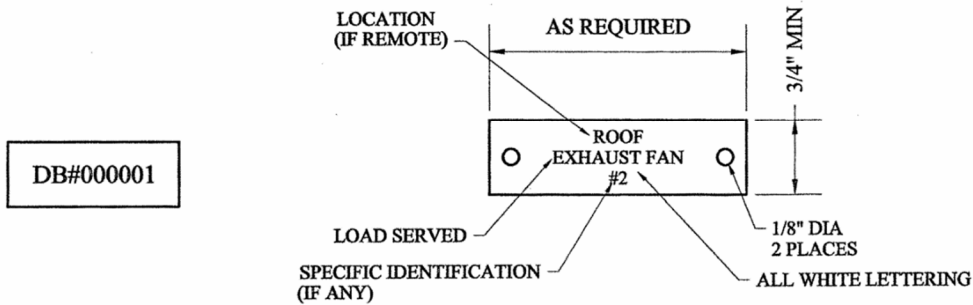 LOCATION
(IF REMOTE)
AS REQUIRED
3/4" MIN
DB#000001
ROOF
EXHAUST FAN
#2
LOAD SERVED
1/8" DIA
2 PLACES
SPECIFIC IDENTIFICATION
(IF ANY)
ALL WHITE LETTERING